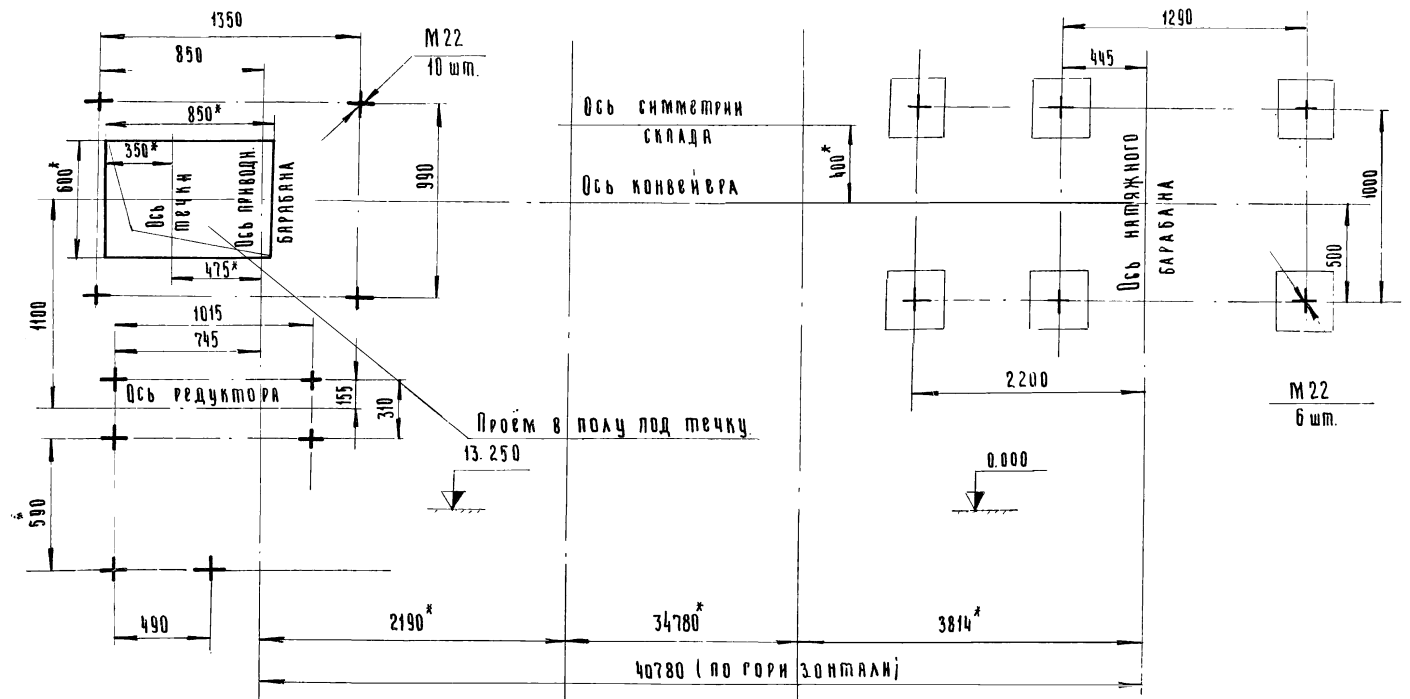 1350
1290
М22
10 шт.
850
445
Ось симметрии
склада
850*
350*
600*
990
400*
1000
Ось
течки
Ось приводн.
барабана
Ось конвейера
Ось натяжного
барабана
500
475*
1100
1015
745
2200
Ось редуктора
155
310
М22
6 шт.
Проём в полу под течку.
13.250
0.000
590*
490
2190*
34780*
3814*
40780 (по горизонтали)